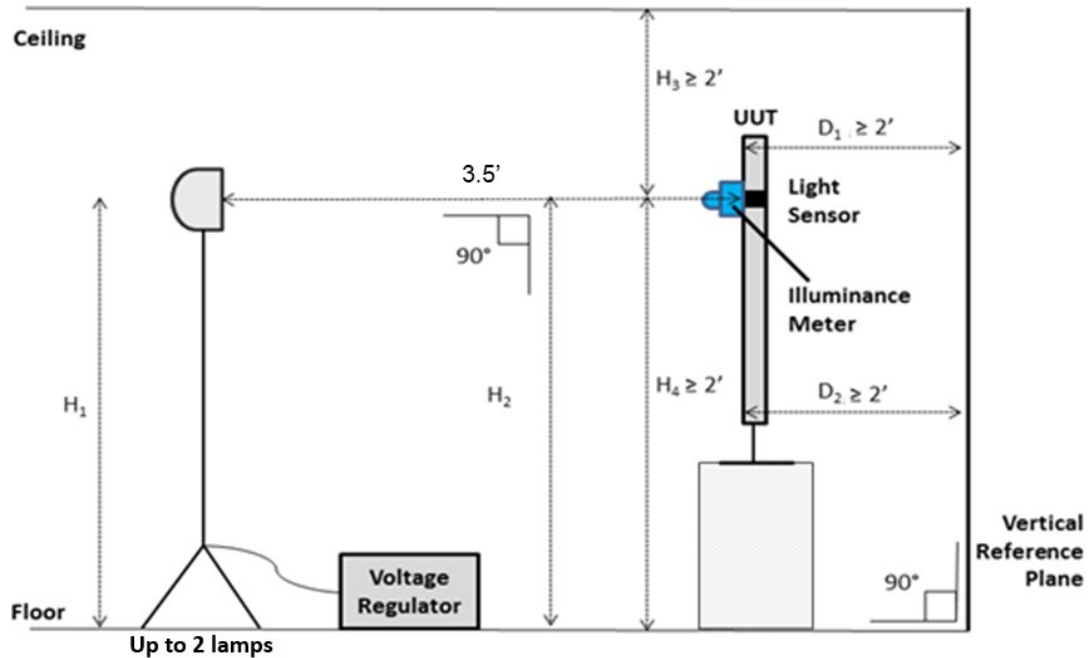 Ceiling
H₃ ≥ 2’
UUT
D₁ ≥ 2’
3.5’
Light
Sensor
90°
Illuminance
Meter
H₁
H₂
H₄ ≥ 2’
D₂. ≥ 2’
Vertical
Reference
Plane
90°
Voltage
Regulator
Floor
Up to 2 lamps